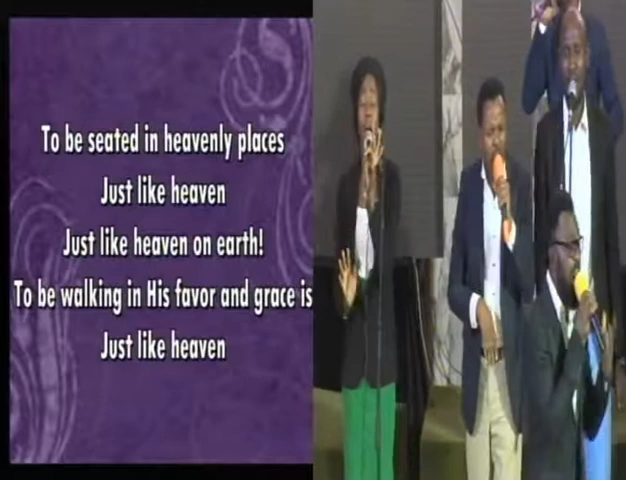 To be seated in heavenly places
Just like heaven
Just like heaven on earth!
To be walking in His favor and grace is
Just like heaven